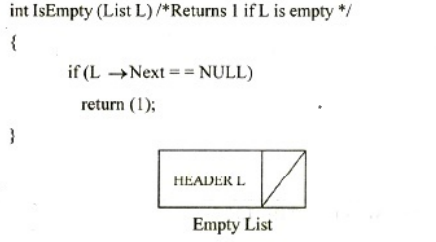 int IsEmpty (List L) /*Returns 1 if L is empty */
{
if (L →Next = = NULL)
return (1);
}
HEADER L
Empty List